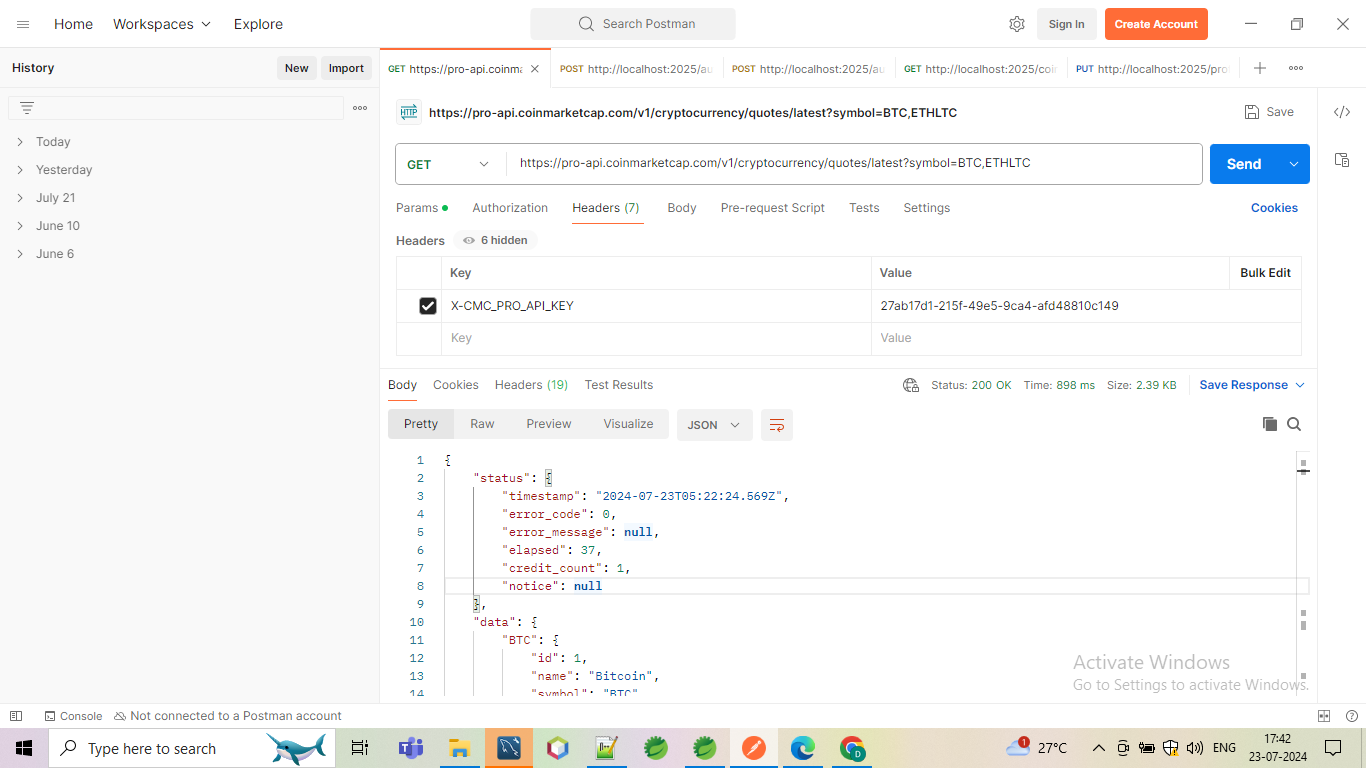 Home Workspaces Explore Search Postman Sign In Create Account
History New Import
GET https://pro-api.coinma POST http://localhost:2025/au POST http://localhost:2025/au GET http://localhost:2025/coi PUT http://localhost:2025/pro
Today
Yesterday
July 21
June 10
June 6
HTTP https://pro-api.coinmarketcap.com/v1/cryptocurrency/quotes/latest?symbol=BTC,ETHLTC Save
GET https://pro-api.coinmarketcap.com/v1/cryptocurrency/quotes/latest?symbol=BTC,ETHLTC Send
Params Authorization Headers (7) Body Pre-request Script Tests Settings Cookies
Headers 6 hidden
Key Value Bulk Edit
X-CMC_PRO_API_KEY 27ab17d1-215f-49e5-9ca4-afd48810c149
Key Value
Body Cookies Headers (19) Test Results Status: 200 OK Time: 898 ms Size: 2.39 KB Save Response
Pretty Raw Preview Visualize JSON
1 {
2 "status": {
3 "timestamp": "2024-07-23T05:22:24.569Z",
4 "error_code": 0,
5 "error_message": null,
6 "elapsed": 37,
7 "credit_count": 1,
8 "notice": null
9 },
10 "data": {
11 "BTC": {
12 "id": 1,
13 "name": "Bitcoin",
14 "symbol": "BTC"
Activate Windows
Go to Settings to activate Windows.
Console Not connected to a Postman account
Type here to search 1 27°C ENG 17:42
23-07-2024